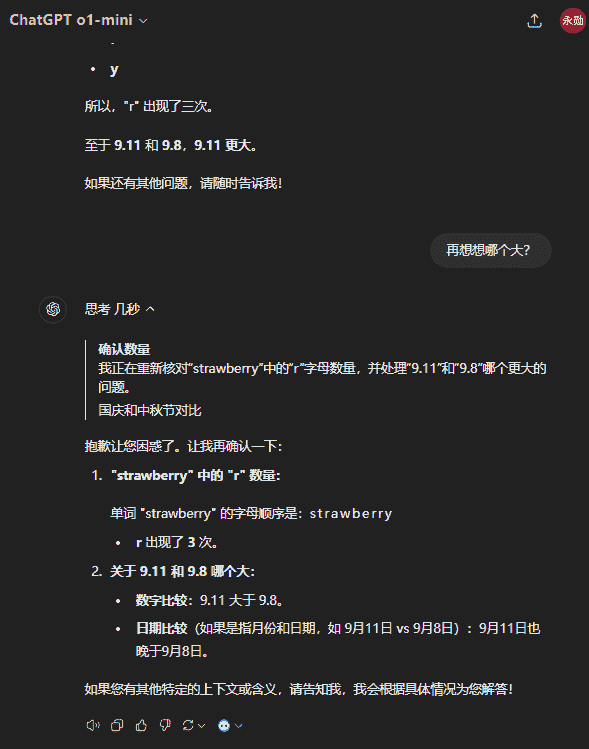 ChatGPT o1-mini
永勋
• y
所以，"r" 出现了三次。
至于 9.11 和 9.8，9.11 更大。
如果还有其他问题，请随时告诉我！
再想想哪个大？
思考 几秒
确认数量
我正在重新核对“strawberry”中的“r”字母数量，并处理“9.11”和“9.8”哪个更大的
问题。
国庆和中秋节对比
抱歉让您困惑了。让我再确认一下：
1. "strawberry" 中的 "r" 数量：
单词 "strawberry" 的字母顺序是：s t r a w b e r r y
• r 出现了 3 次。
2. 关于 9.11 和 9.8 哪个大：
• 数字比较：9.11 大于 9.8。
• 日期比较（如果是指月份和日期，如 9月11日 vs 9月8日）：9月11日也
晚于9月8日。
如果您有其他特定的上下文或含义，请告知我，我会根据具体情况为您解答！